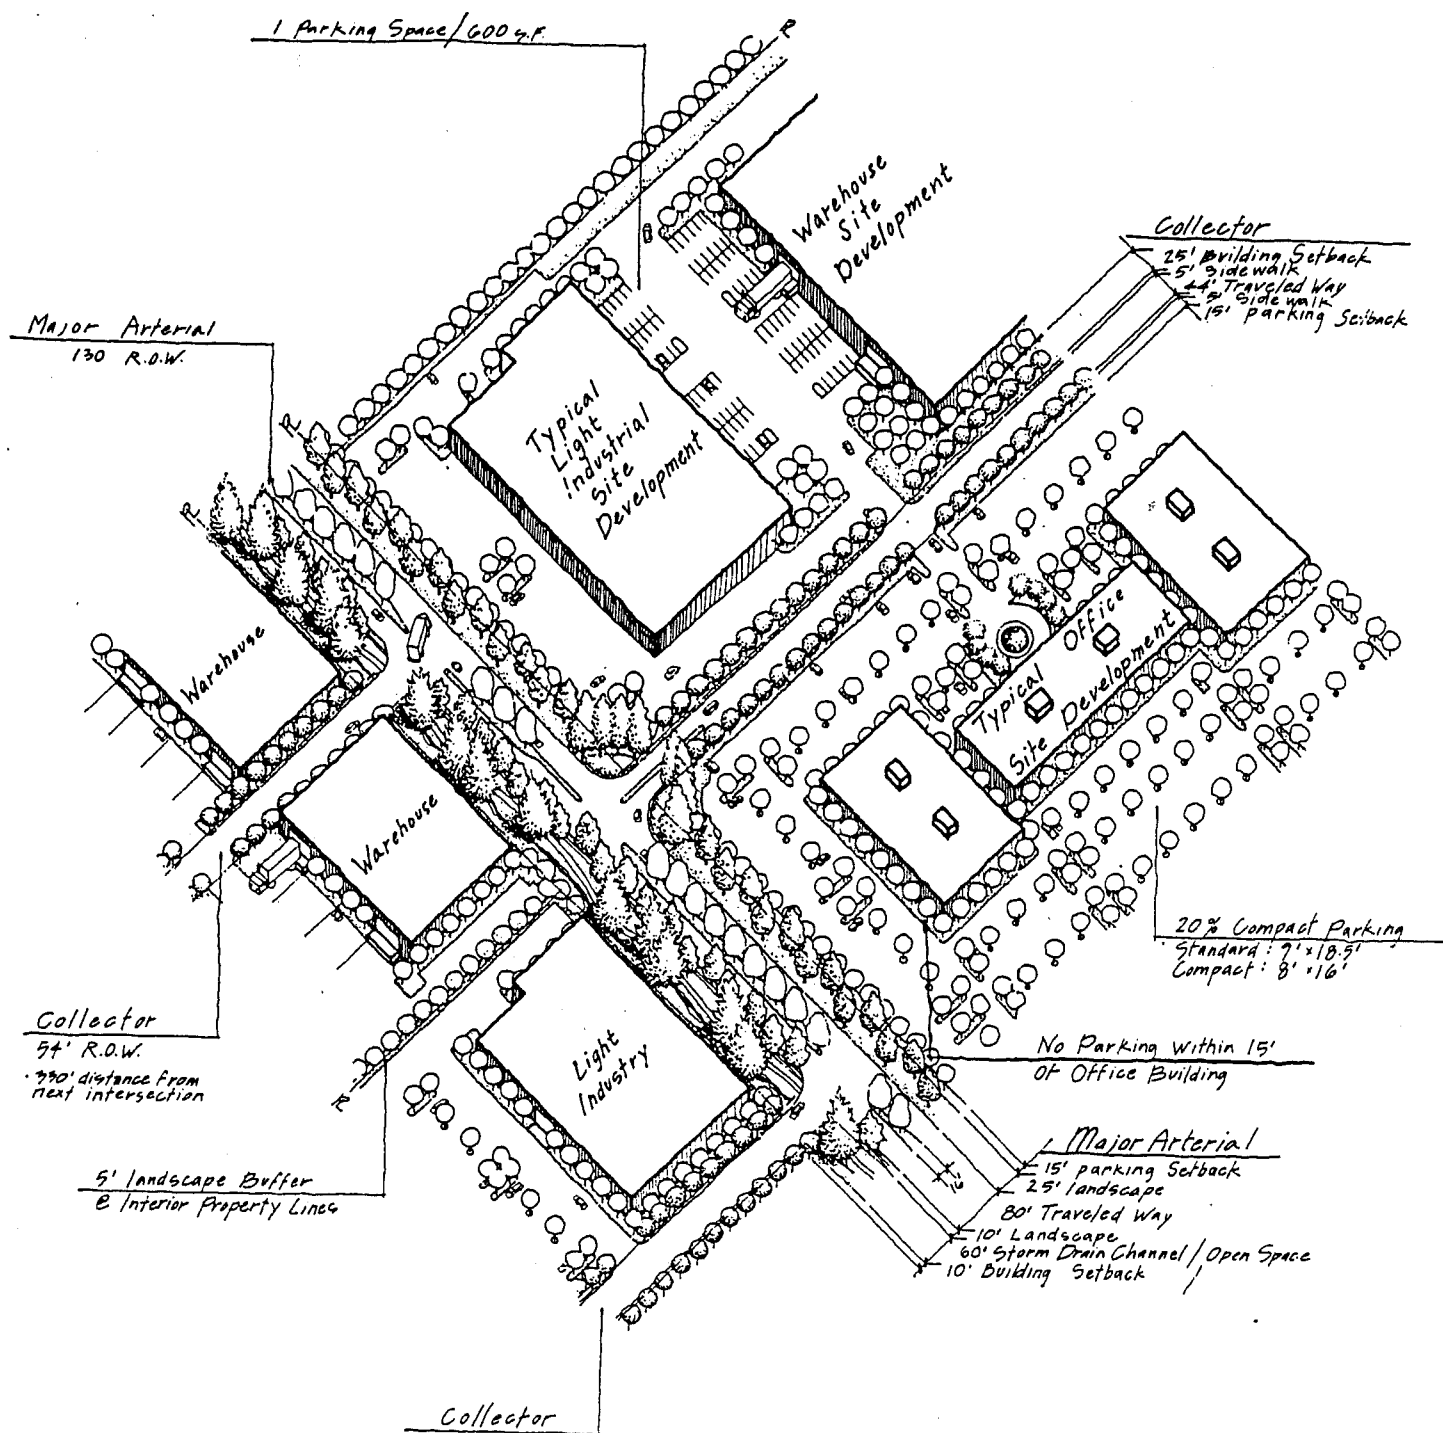 1 Parking Space/600 s.F.
Warehouse
Site
Development
Collector
25' Building Setback
5' Sidewalk
44' Traveled Way
5' Sidewalk
15' Parking Setback
Major Arterial
130 R.O.W.
Typical
Light
Industrial
Site
Development
Warehouse
Typical Office
Site Development
Warehouse
20% Compact Parking
Standard: 9'x18.5'
Compact: 8'x16'
Collector
54' R.O.W.
330' distance from
next intersection
Light
Industry
No Parking within 15'
of Office Building
5' landscape Buffer
@ Interior Property Lines
Major Arterial
15' parking Setback
25' landscape
80' Traveled Way
10' Landscape
60' Storm Drain Channel / Open Space
10' Building Setback
16'
Collector